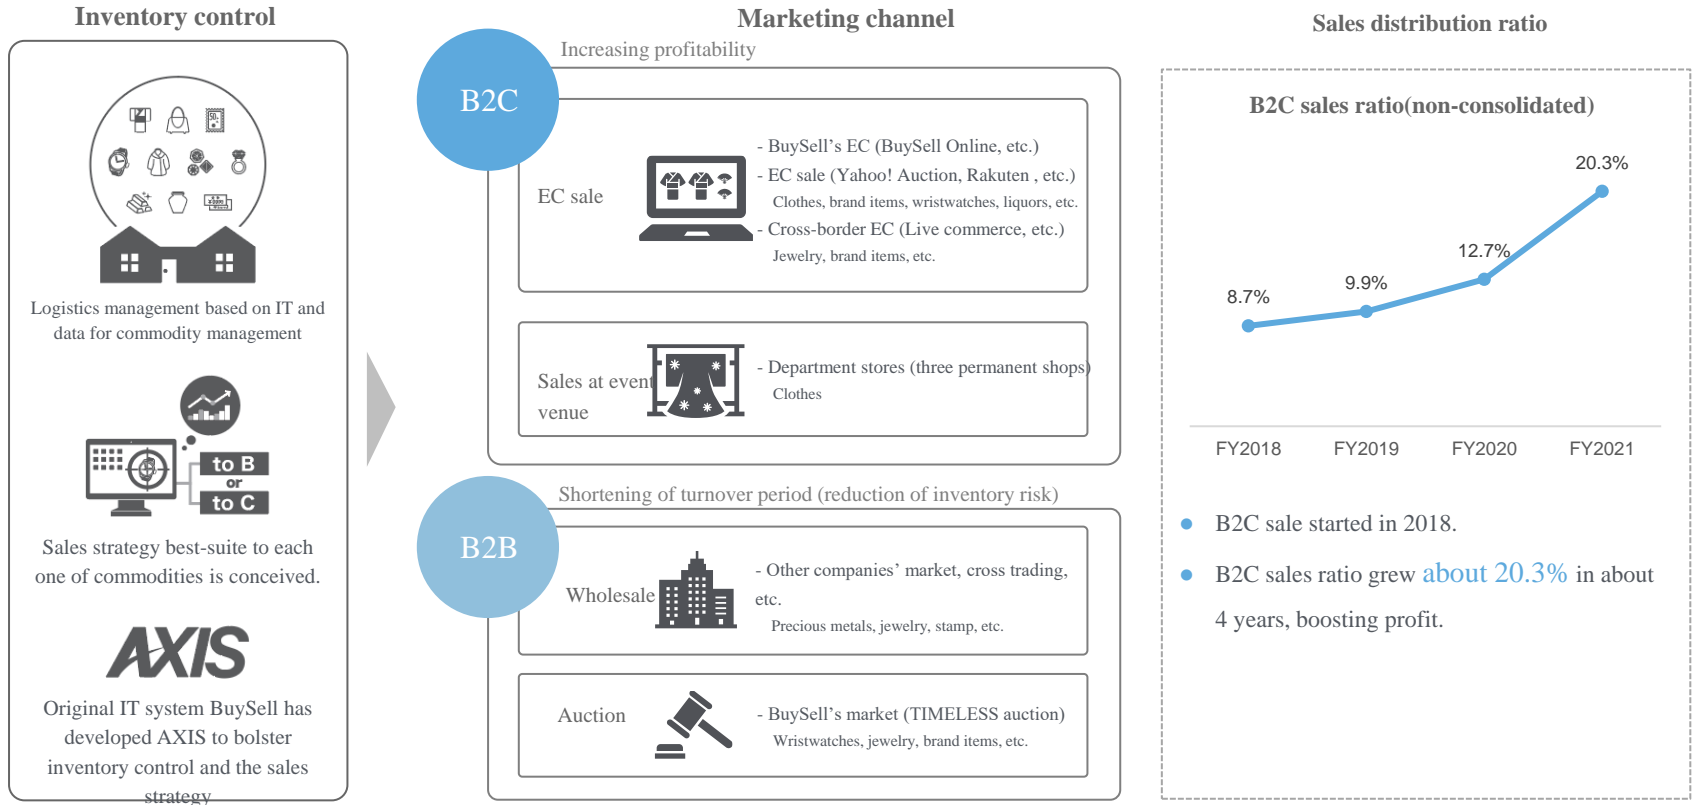 Inventory control
Logistics management based on IT and
data for commodity management
to B
or
to C
Sales strategy best-suite to each
one of commodities is conceived.
AXIS
Original IT system BuySell has
developed AXIS to bolster
inventory control and the sales
strategy
Marketing channel
B2C
Increasing profitability
EC sale
- BuySell's EC (BuySell Online, etc.)
- EC sale (Yahoo! Auction, Rakuten , etc.)
Clothes, brand items, wristwatches, liquors, etc.
- Cross-border EC (Live commerce, etc.)
Jewelry, brand items, etc.
Sales at event
venue
- Department stores (three permanent shops)
Clothes
B2B
Shortening of turnover period (reduction of inventory risk)
Wholesale
- Other companies' market, cross trading,
etc.
Precious metals, jewelry, stamp, etc.
Auction
- BuySell's market (TIMELESS auction)
Wristwatches, jewelry, brand items, etc.
Sales distribution ratio
B2C sales ratio(non-consolidated)
20.3%
12.7%
9.9%
8.7%
FY2018 FY2019 FY2020 FY2021
● B2C sale started in 2018.
● B2C sales ratio grew about 20.3% in about
4 years, boosting profit.